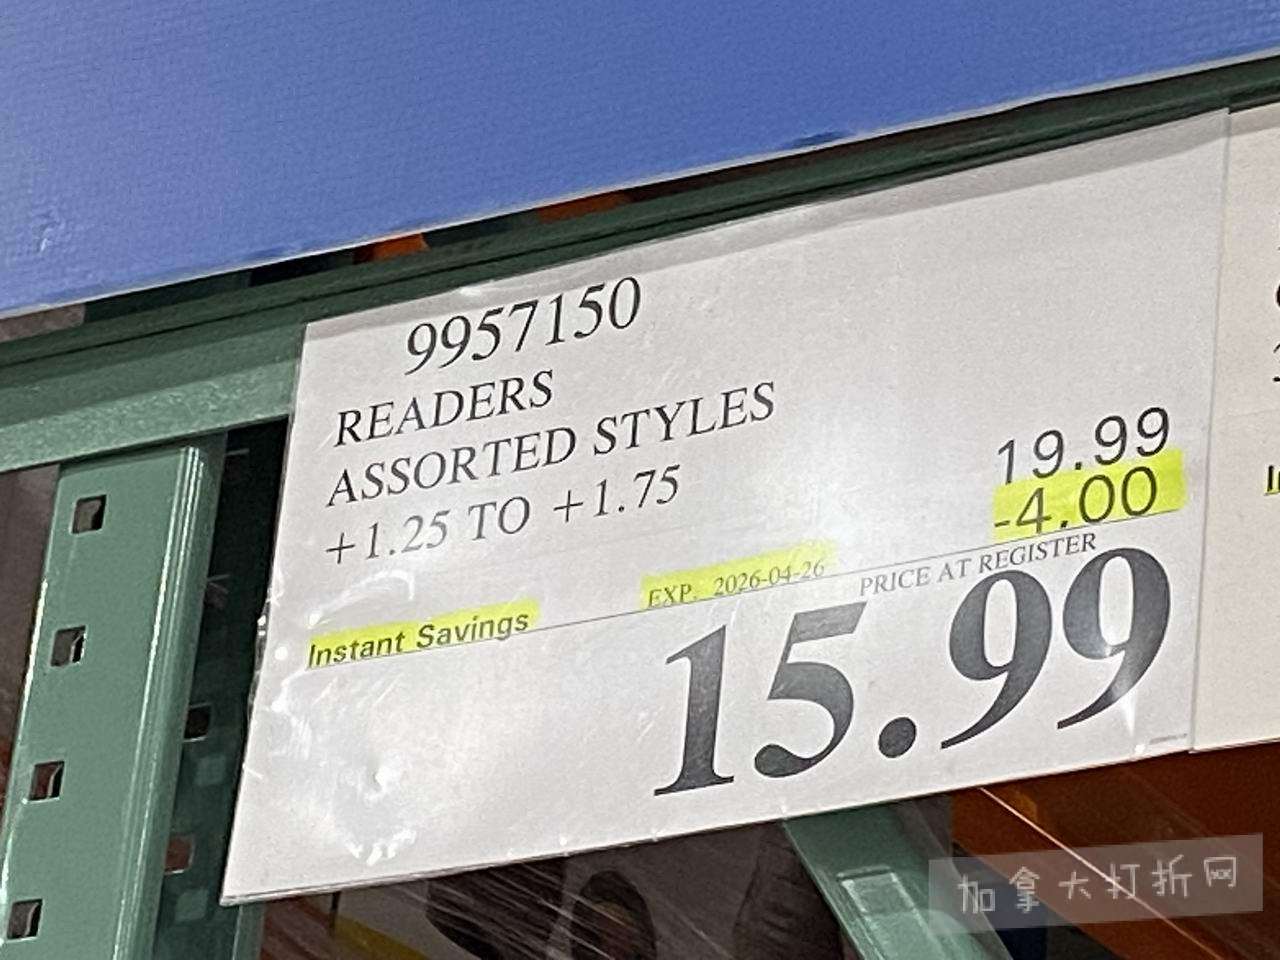 9957150
READERS
ASSORTED STYLES
+1.25 TO +1.75
19.99
-4.00
EXP. 2026-04-26
PRICE AT REGISTER
Instant Savings
15.99
加拿大打折网